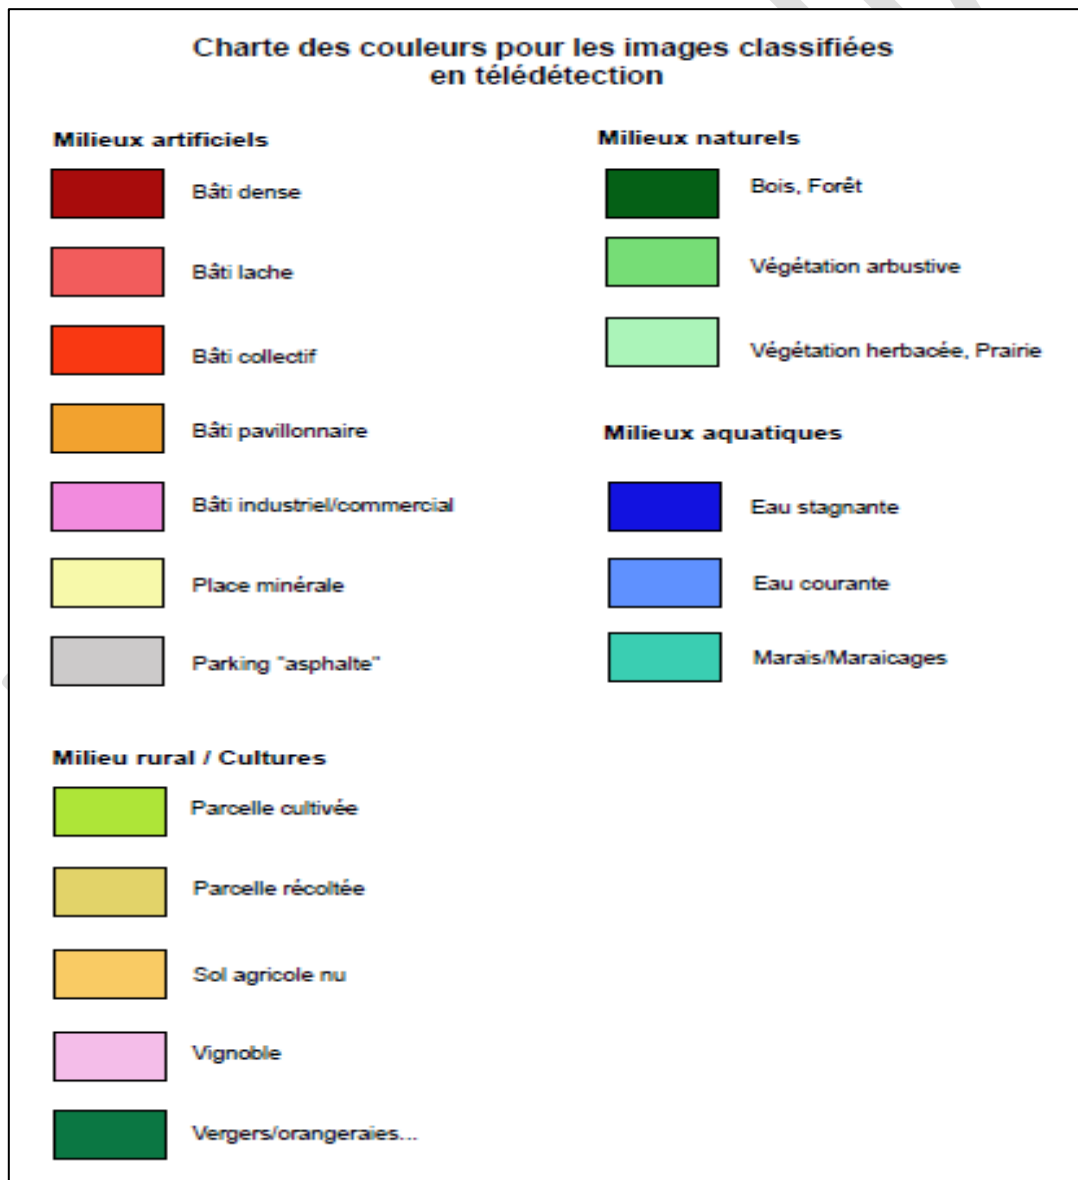 Charte des couleurs pour les images classifiées
en télédétection
Milieux artificiels
Bâti dense
Bâti lache
Bâti collectif
Bâti pavillonnaire
Bâti industriel/commercial
Place minérale
Parking "asphalte"
Milieux naturels
Bois, Forêt
Végétation arbustive
Végétation herbacée, Prairie
Milieux aquatiques
Eau stagnante
Eau courante
Marais/Maraicages
Milieu rural / Cultures
Parcelle cultivée
Parcelle récoltée
Sol agricole nu
Vignoble
Vergers/orangeraies...